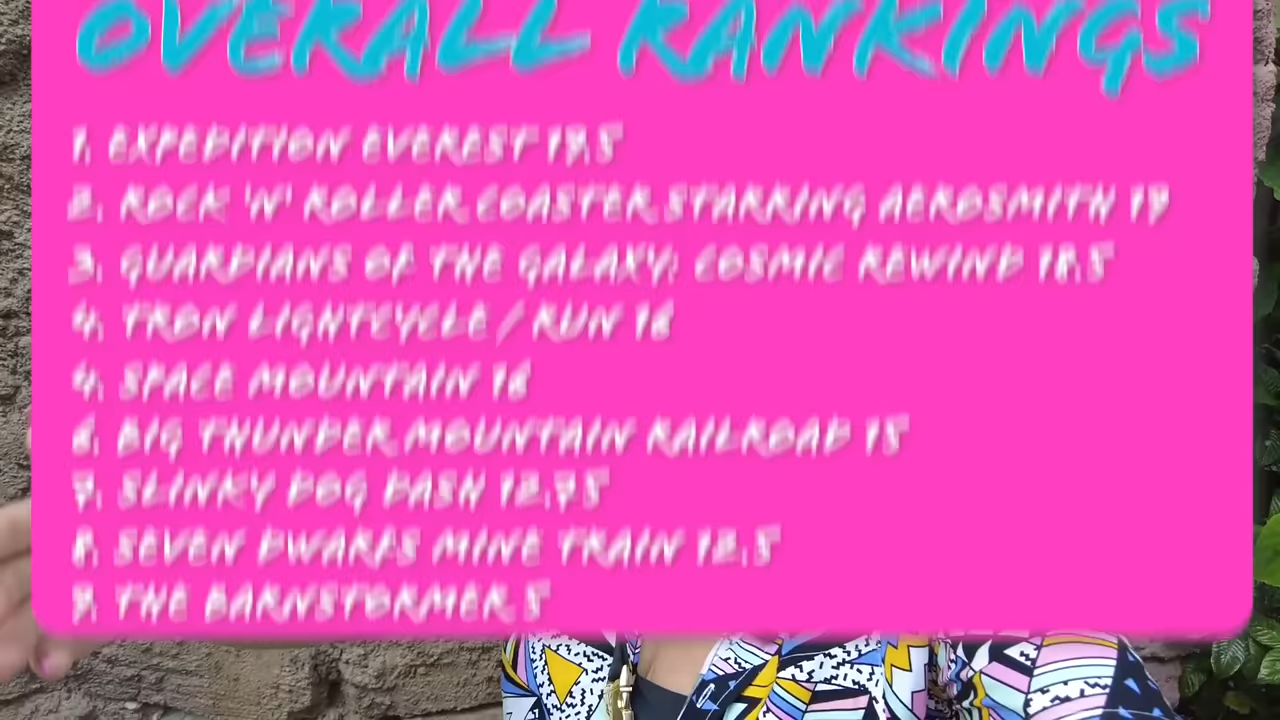 OVERALL RANKINGS
1. EXPEDITION EVEREST 19.5
2. ROCK 'N' ROLLER COASTER STARRING AEROSMITH 19
3. GUARDIANS OF THE GALAXY: COSMIC REWIND 18.5
4. TRON LIGHTCYCLE / RUN 16
4. SPACE MOUNTAIN 16
6. BIG THUNDER MOUNTAIN RAILROAD 15
7. SLINKY DOG DASH 12.75
8. SEVEN DWARFS MINE TRAIN 12.5
9. THE BARNSTORMER 5